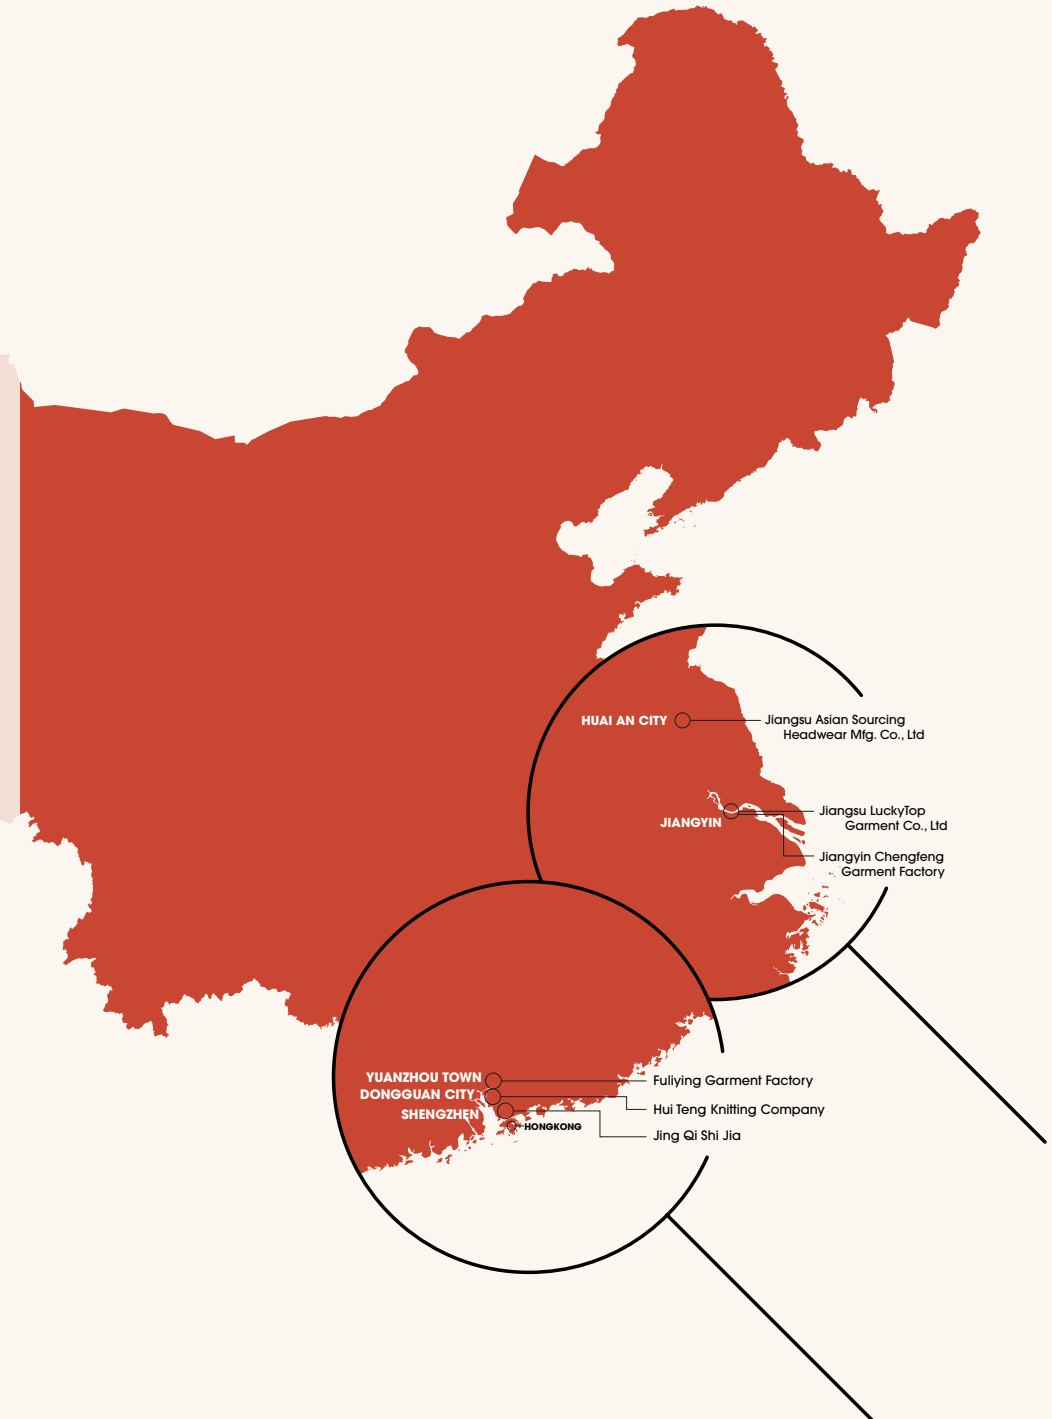 HUAI AN CITY
Jiangsu Asian Sourcing
Headwear Mfg. Co., Ltd
JIANGYIN
Jiangsu LuckyTop
Garment Co., Ltd
Jiangyin Chengfeng
Garment Factory
YUANZHOU TOWN
Fuliying Garment Factory
DONGGUAN CITY
Hui Teng Knitting Company
SHENGZHEN
HONGKONG
Jing Qi Shi Jia